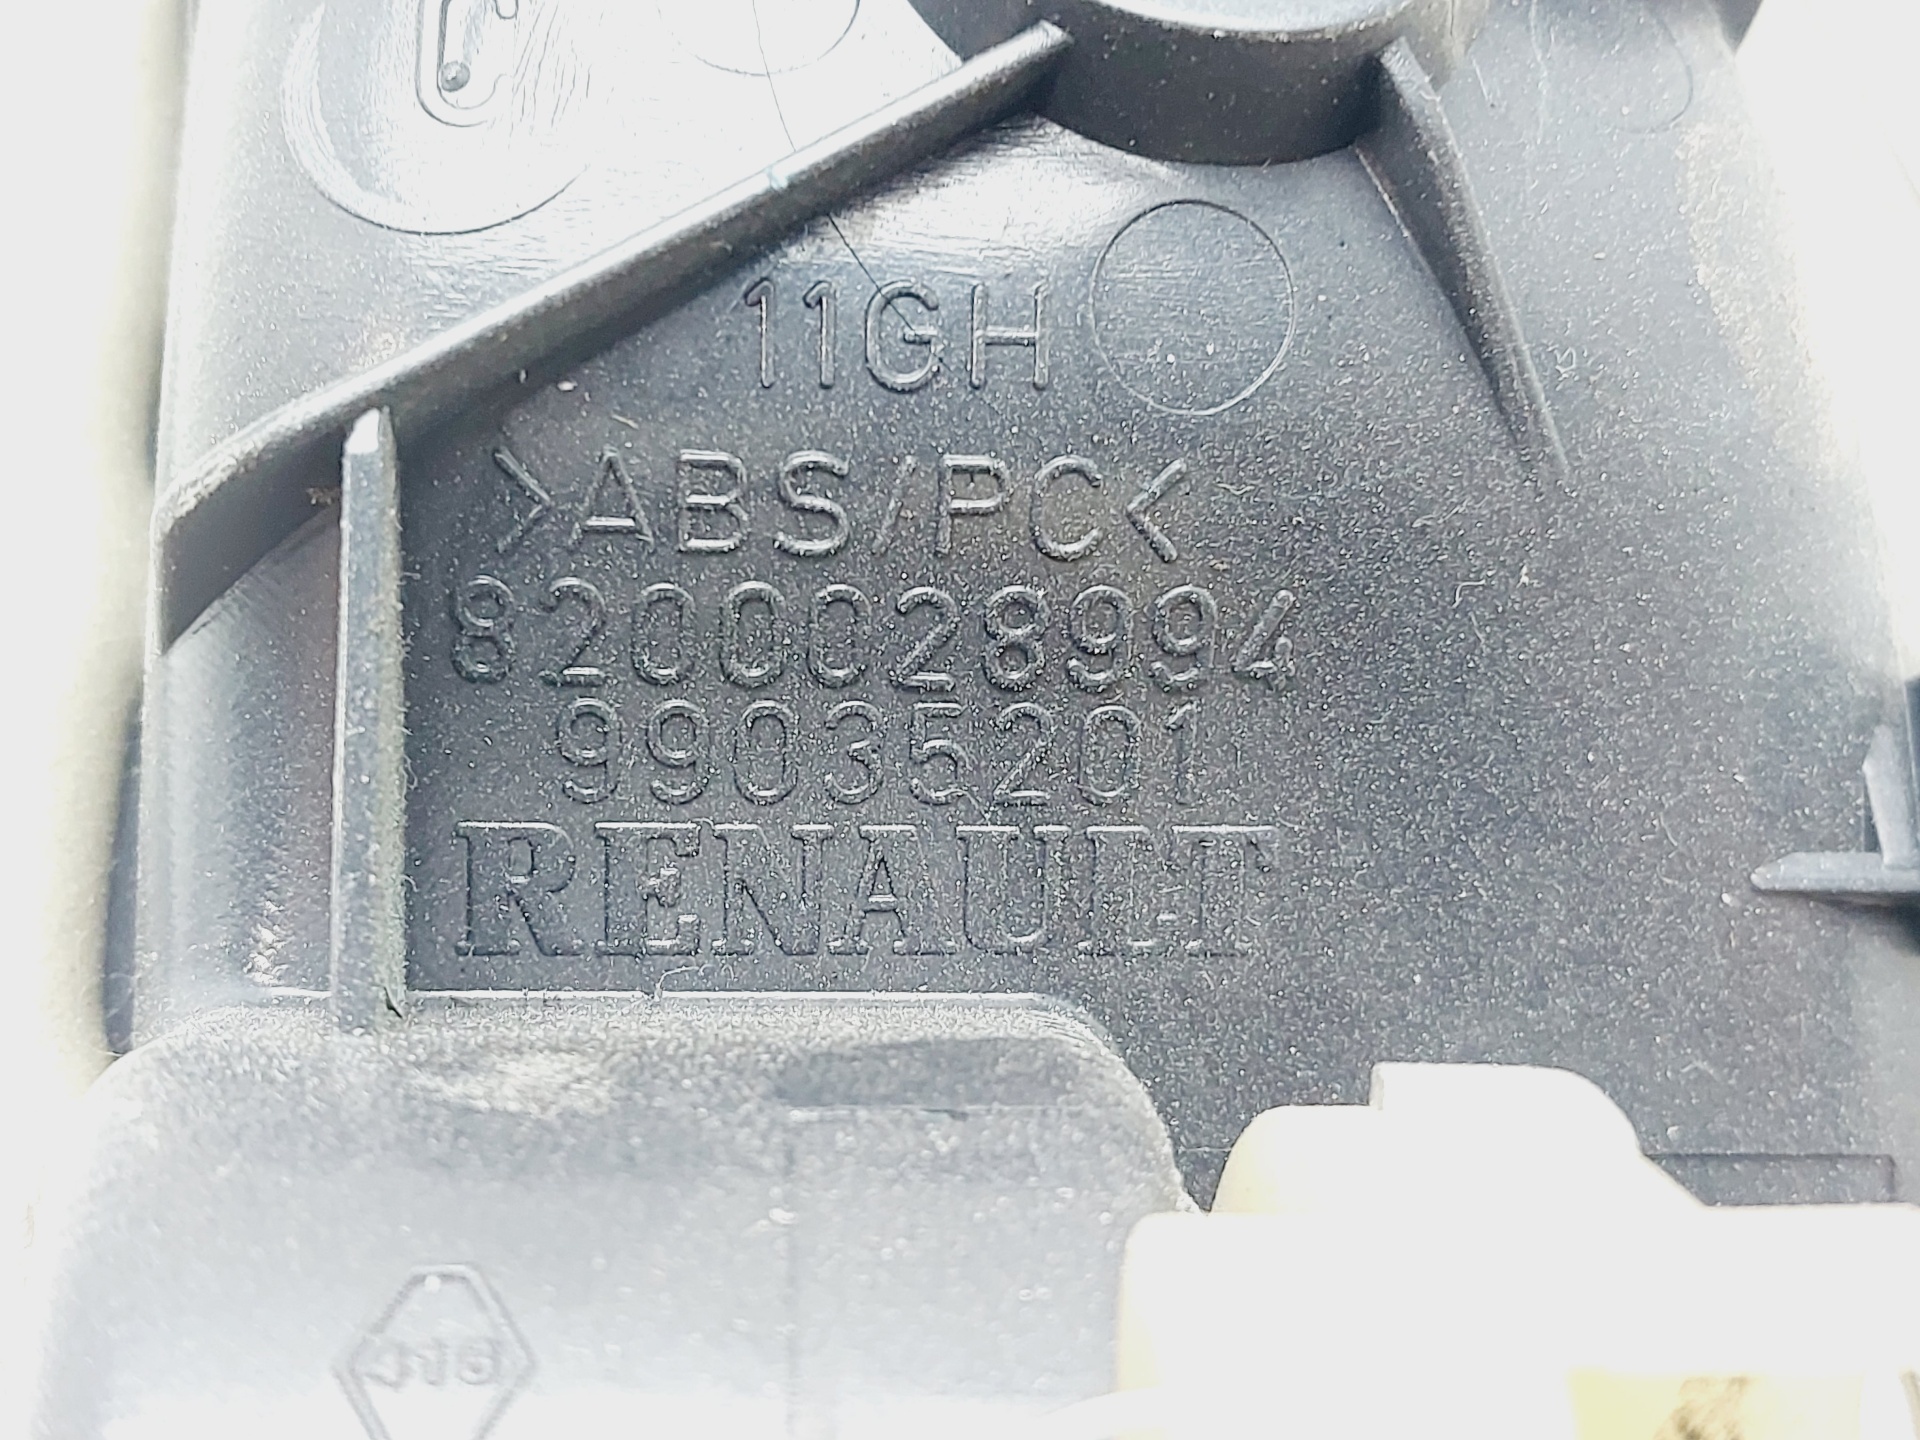 11GH
>ABS/PC<
8200028994
99035201
RENAULT